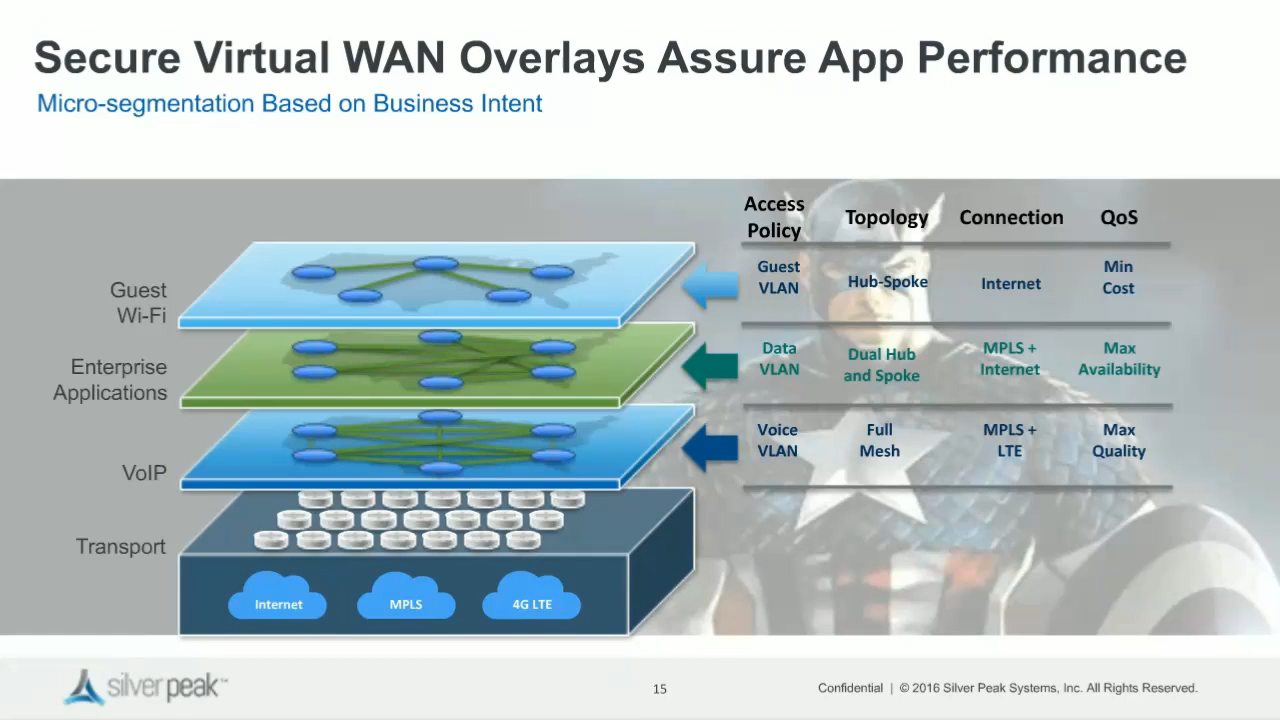 Secure Virtual WAN Overlays Assure App Performance
Micro-segmentation Based on Business Intent
Access
Policy
Topology
Connection
QoS
Guest
Wi-Fi
Guest
VLAN
Hub-Spoke
Internet
Min
Cost
Enterprise
Applications
Data
VLAN
Dual Hub
and Spoke
MPLS +
Internet
Max
Availability
VoIP
Voice
VLAN
Full
Mesh
MPLS +
LTE
Max
Quality
Transport
Internet
MPLS
4G LTE
silver peak™
15
Confidential | © 2016 Silver Peak Systems, Inc. All Rights Reserved.